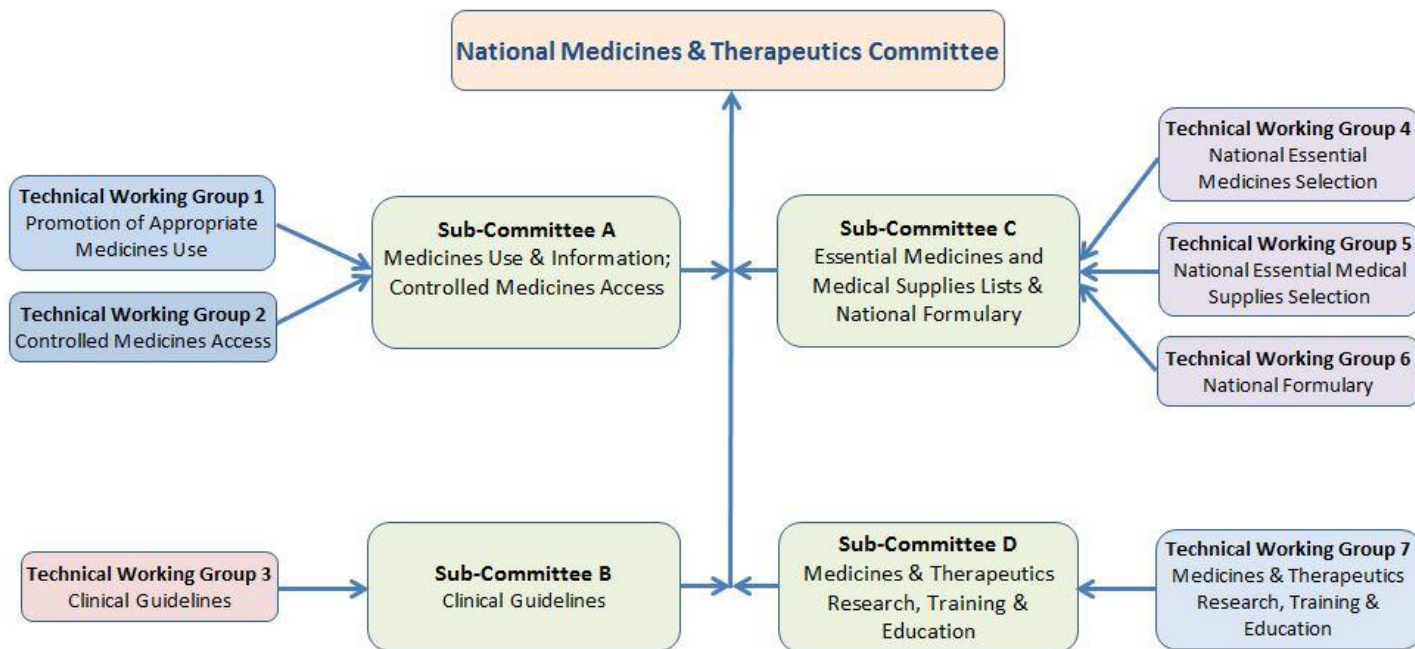 National Medicines & Therapeutics Committee
Technical Working Group 1
Promotion of Appropriate
Medicines Use
Technical Working Group 2
Controlled Medicines Access
Sub-Committee A
Medicines Use & Information;
Controlled Medicines Access
Sub-Committee C
Essential Medicines and
Medical Supplies Lists &
National Formulary
Technical Working Group 4
National Essential
Medicines Selection
Technical Working Group 5
National Essential Medical
Supplies Selection
Technical Working Group 6
National Formulary
Technical Working Group 3
Clinical Guidelines
Sub-Committee B
Clinical Guidelines
Sub-Committee D
Medicines & Therapeutics
Research, Training &
Education
Technical Working Group 7
Medicines & Therapeutics
Research, Training &
Education